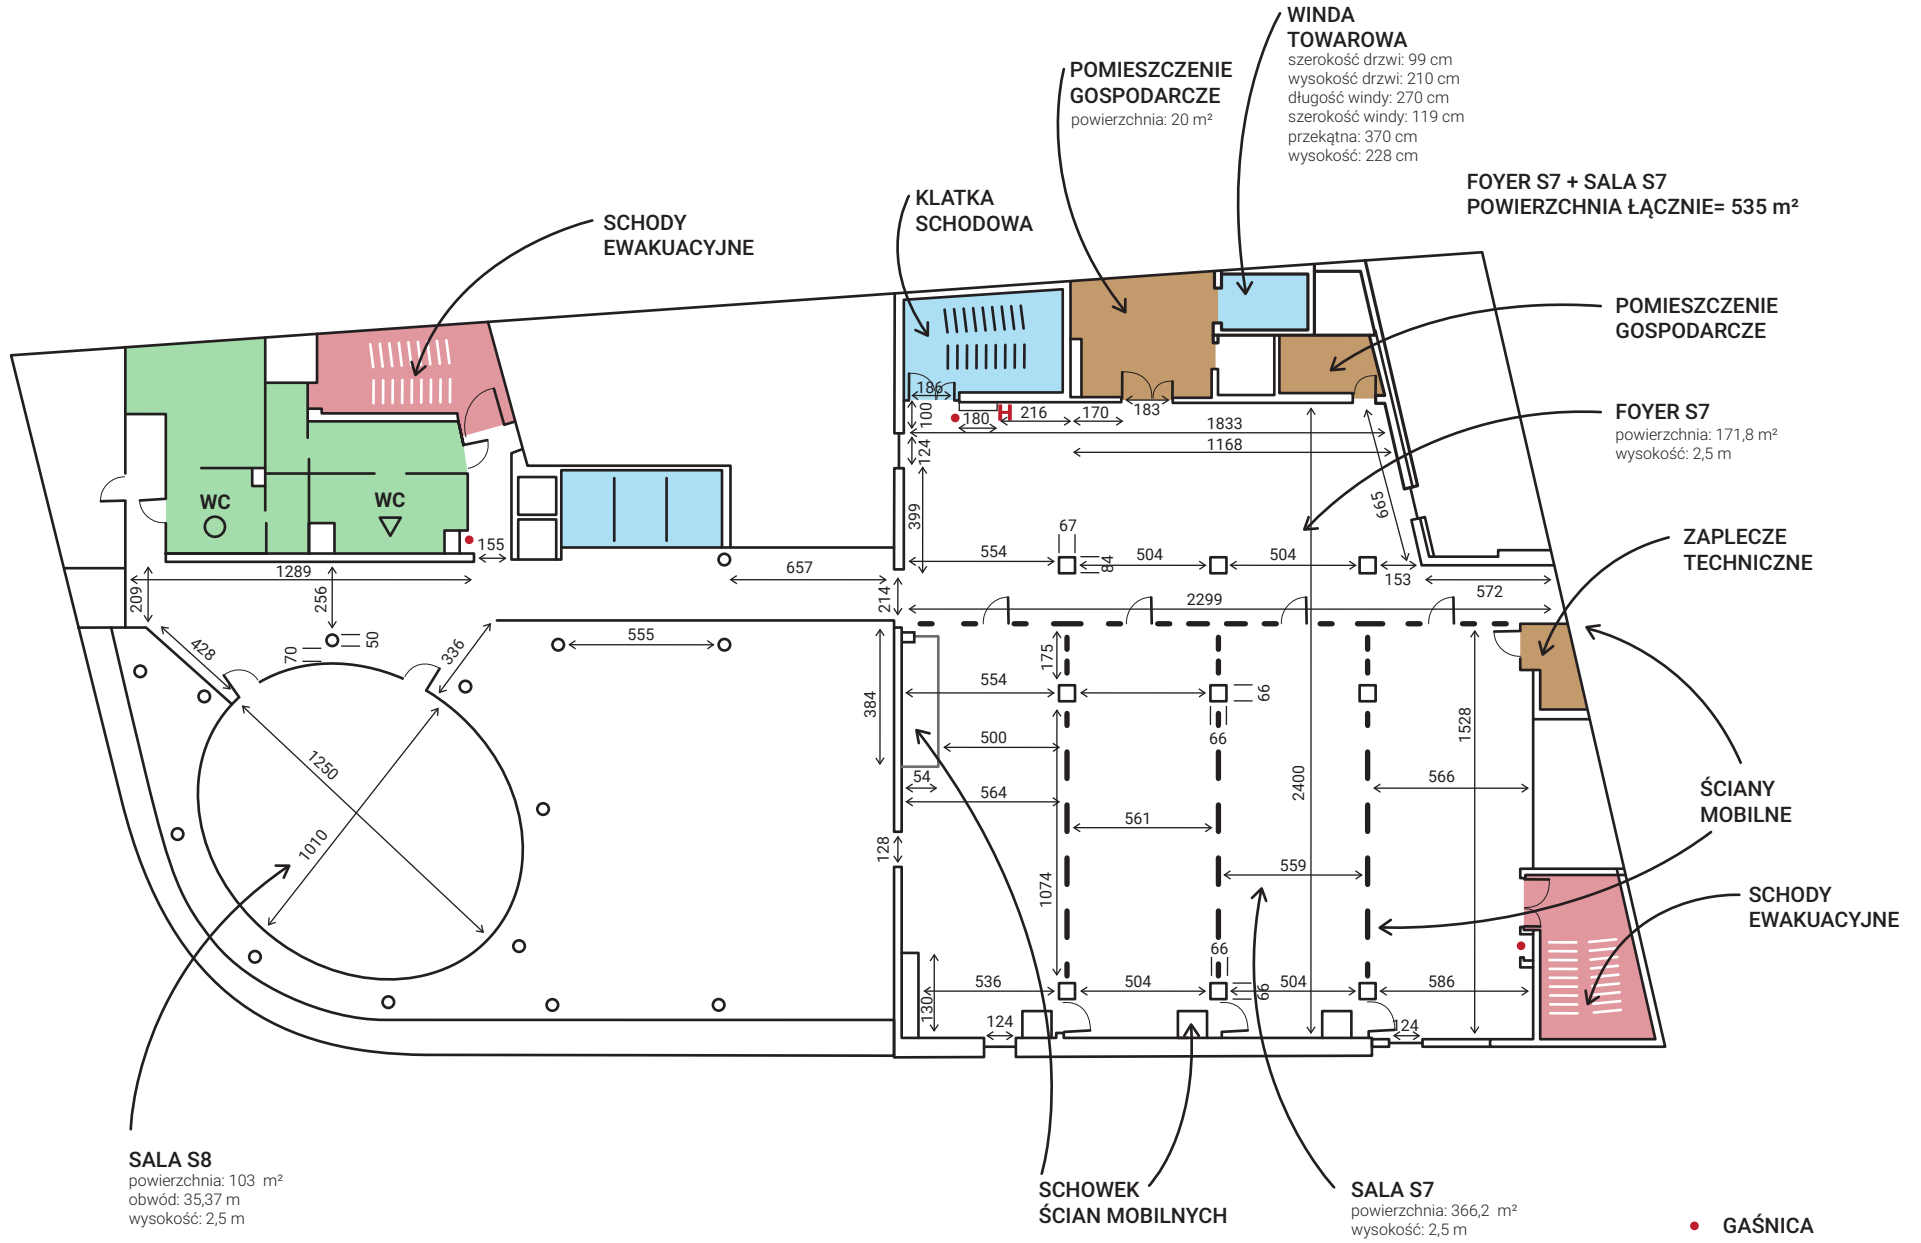 WINDA
TOWAROWA
szerokość drzwi: 99 cm
wysokość drzwi: 210 cm
długość windy: 270 cm
szerokość windy: 119 cm
przekątna: 370 cm
wysokość: 228 cm
POMIESZCZENIE
GOSPODARCZE
powierzchnia: 20 m²
FOYER S7 + SALA S7
POWIERZCHNIA ŁĄCZNIE= 535 m²
KLATKA
SCHODOWA
SCHODY
EWAKUACYJNE
POMIESZCZENIE
GOSPODARCZE
FOYER S7
powierzchnia: 171,8 m²
wysokość: 2,5 m
186
100
180
H
216
170
183
1833
1168
124
399
665
WC
WC
155
67
554
84
504
504
153
572
ZAPLECZE
TECHNICZNE
1289
657
209
256
214
2299
428
70
50
336
555
175
384
554
66
66
500
1528
54
564
2400
566
ŚCIANY
MOBILNE
1250
1010
561
128
559
1074
SCHODY
EWAKUACYJNE
66
536
504
66
504
586
130
124
124
SALA S8
powierzchnia: 103 m²
obwód: 35,37 m
wysokość: 2,5 m
SCHOWEK
ŚCIAN MOBILNYCH
SALA S7
powierzchnia: 366,2 m²
wysokość: 2,5 m
GAŚNICA